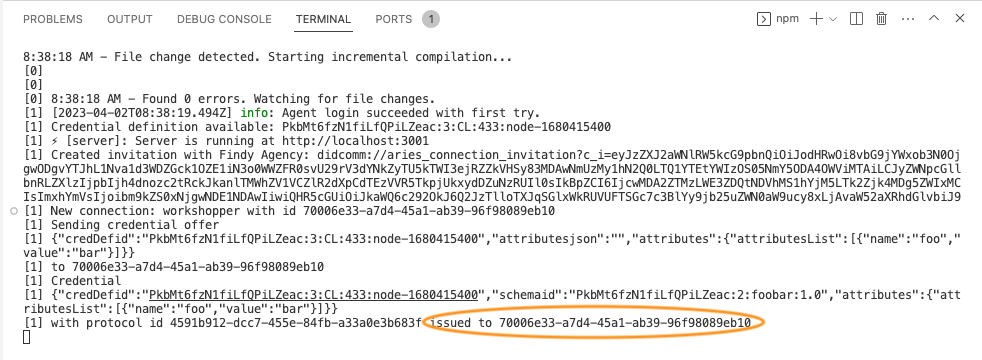 PROBLEMS OUTPUT DEBUG CONSOLE TERMINAL PORTS 1 npm
8:38:18 AM – File change detected. Starting incremental compilation...
[0]
[0]
[0] 8:38:18 AM – Found 0 errors. Watching for file changes.
[1] [2023-04-02T08:38:19.494Z] info: Agent login succeeded with first try.
[1] Credential definition available: PkbMt6fzN1fiLfQPiLZeac:3:CL:433:node-1680415400
[1] ⚡ [server]: Server is running at http://localhost:3001
[1] Created invitation with Findy Agency: didcomm://aries_connection_invitation?c_i=eyJzZXJ2aWNlRW5kcG9pbnQiOiJodHRwOi8vbG9jYWxob3N0Oj
gwODgvYTJhL1Nva1d3WDZGck1OZE1iN3o0WWZFR0svU29rV3dYNkZyTU5kTWI3ejRZZkVHSy83MDAwNmUzMy1hN2Q0LTQ1YTEtYWIzOS05NmY5ODA4OWViMTAiLCJyZWNpcGll
bnRLZXlzIjpbIjh4dnozc2tRckJkanlTMWhZV1VCZlR2dXpCdTEzVVR5TkpjUkxydDZuNzRUIl0sIkBpZCI6IjcwMDA2ZTMzLWE3ZDQtNDVhMS1hYjM5LTk2Zjk4MDg5ZWIxMC
IsImxhYmVsIjoibm9kZS0xNjgwNDE1NDAwIiwiQHR5cGUiOiJkaWQ6c292OkJ6Q2JzTlloTXJqSGlxWkRUVUFTSGc7c3BlYy9jb25uZWN0aW9ucy8xLjAvaW52aXRhdGlvbiJ9
[1] New connection: workshopper with id 70006e33-a7d4-45a1-ab39-96f98089eb10
[1] Sending credential offer
[1] {"credDefid":"PkbMt6fzN1fiLfQPiLZeac:3:CL:433:node-1680415400","attributesjson":"","attributes":{"attributesList":[{"name":"foo","
value":"bar"}]}}
[1] to 70006e33-a7d4-45a1-ab39-96f98089eb10
[1] Credential
[1] {"credDefid":"PkbMt6fzN1fiLfQPiLZeac:3:CL:433:node-1680415400","schemaid":"PkbMt6fzN1fiLfQPiLZeac:2:foobar:1.0","attributes":{"att
ributesList":[{"name":"foo","value":"bar"}]}}
[1] with protocol id 4591b912-dcc7-455e-84fb-a33a0e3b683f issued to 70006e33-a7d4-45a1-ab39-96f98089eb10